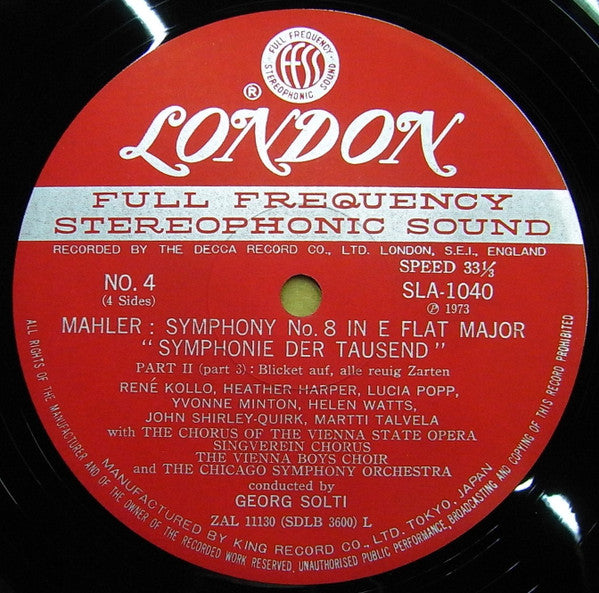 FULL FREQUENCY
ffss
STEREOPHONIC SOUND
®
LONDON
FULL FREQUENCY
STEREOPHONIC SOUND
RECORDED BY THE DECCA RECORD CO., LTD. LONDON, S.E.I., ENGLAND
SPEED 33⅓
NO. 4
SLA-1040
(4 Sides)
℗ 1973
MAHLER : SYMPHONY No. 8 IN E FLAT MAJOR
"SYMPHONIE DER TAUSEND"
PART II (part 3) : Blicket auf, alle reuig Zarten
RENÉ KOLLO, HEATHER HARPER, LUCIA POPP,
YVONNE MINTON, HELEN WATTS,
JOHN SHIRLEY-QUIRK, MARTTI TALVELA
with THE CHORUS OF THE VIENNA STATE OPERA
SINGVEREIN CHORUS
THE VIENNA BOYS CHOIR
and THE CHICAGO SYMPHONY ORCHESTRA
conducted by
GEORG SOLTI
ZAL 11130 (SDLB 3600) L
MANUFACTURED BY KING RECORD CO., LTD. TOKYO, JAPAN
ALL RIGHTS OF THE MANUFACTURER AND OF THE OWNER OF THE RECORDED WORK RESERVED. UNAUTHORISED PUBLIC PERFORMANCE, BROADCASTING AND COPYING OF THIS RECORD PROHIBITED